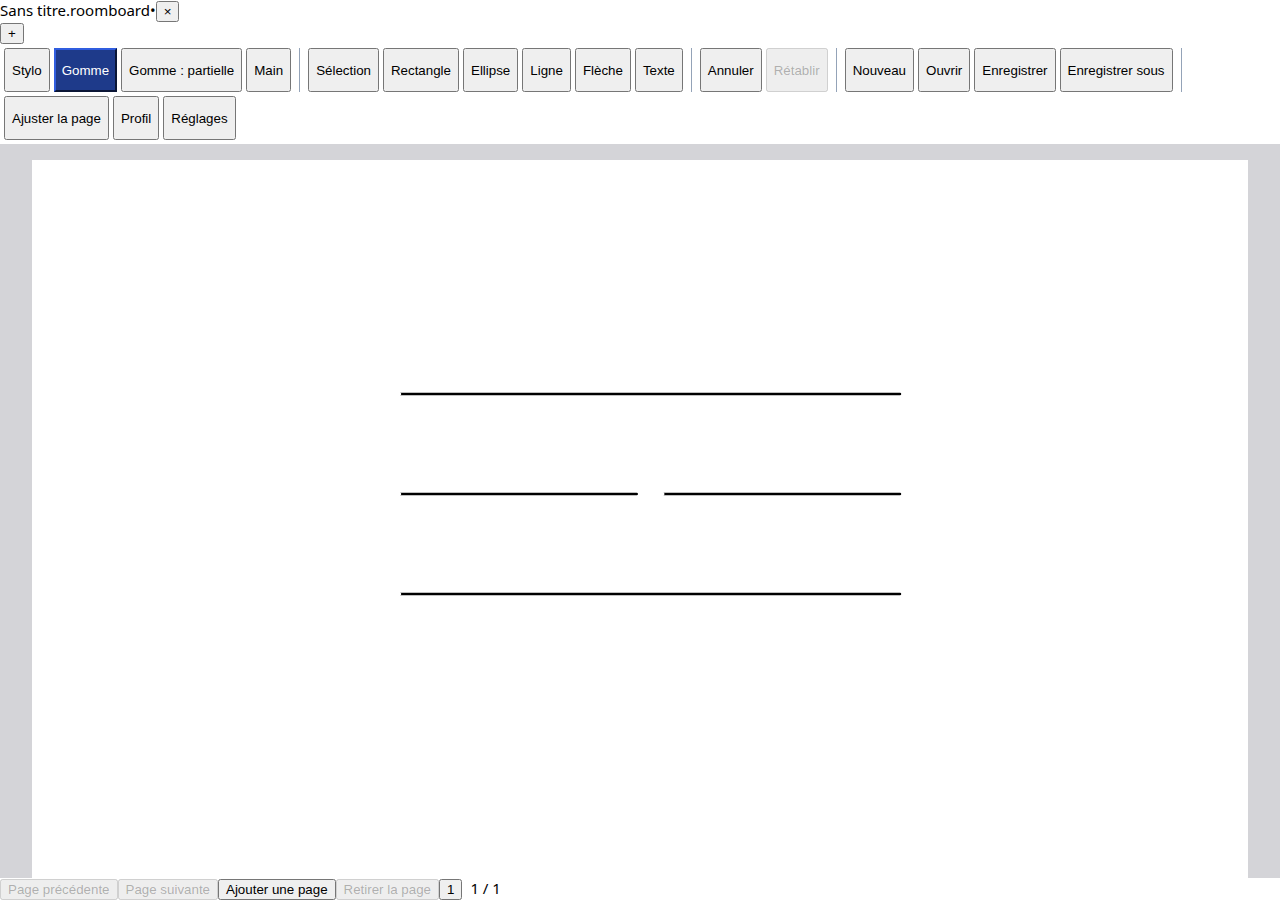 Sans titre.roomboard• ×
+
Stylo Gomme Gomme : partielle Main Sélection Rectangle Ellipse Ligne Flèche Texte Annuler Rétablir Nouveau Ouvrir Enregistrer Enregistrer sous
Ajuster la page Profil Réglages
Page précédente Page suivante Ajouter une page Retirer la page 1 1 / 1